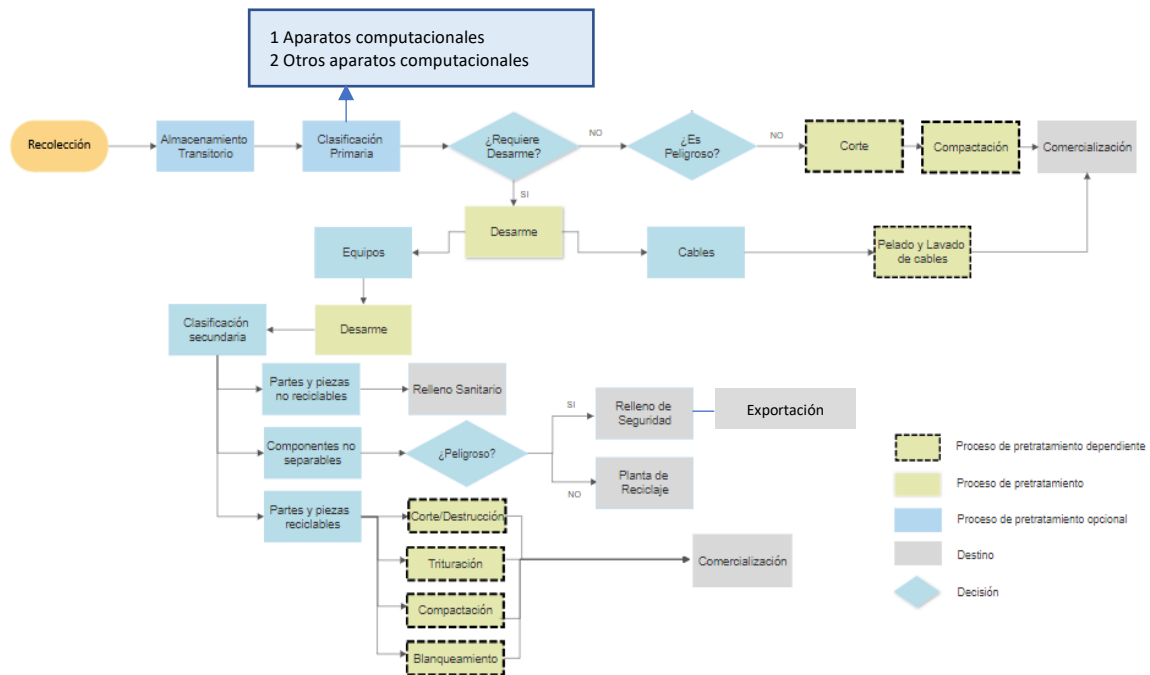 1 Aparatos computacionales
2 Otros aparatos computacionales
Recolección
Almacenamiento
Transitorio
Clasificación
Primaria
¿Requiere
Desarme?
NO
¿Es
Peligroso?
NO
Corte
Compactación
Comercialización
SI
Desarme
Equipos
Cables
Pelado y Lavado
de cables
Clasificación
secundaria
Desarme
Partes y piezas
no reciclables
Relleno Sanitario
Componentes no
separables
¿Peligroso?
SI
Relleno de
Seguridad
Exportación
NO
Planta de
Reciclaje
Partes y piezas
reciclables
Corte/Destrucción
Trituración
Compactación
Blanqueamiento
Comercialización
Proceso de pretratamiento dependiente
Proceso de pretratamiento
Proceso de pretratamiento opcional
Destino
Decisión